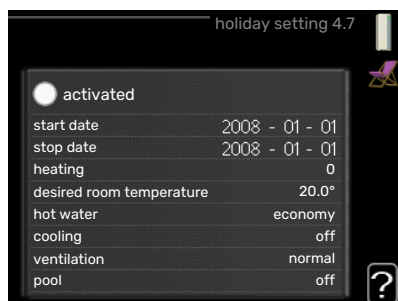 holiday setting 4.7
activated
start date 2008 - 01 - 01
stop date 2008 - 01 - 01
heating 0
desired room temperature 20.0°
hot water economy
cooling off
ventilation normal
pool off
?